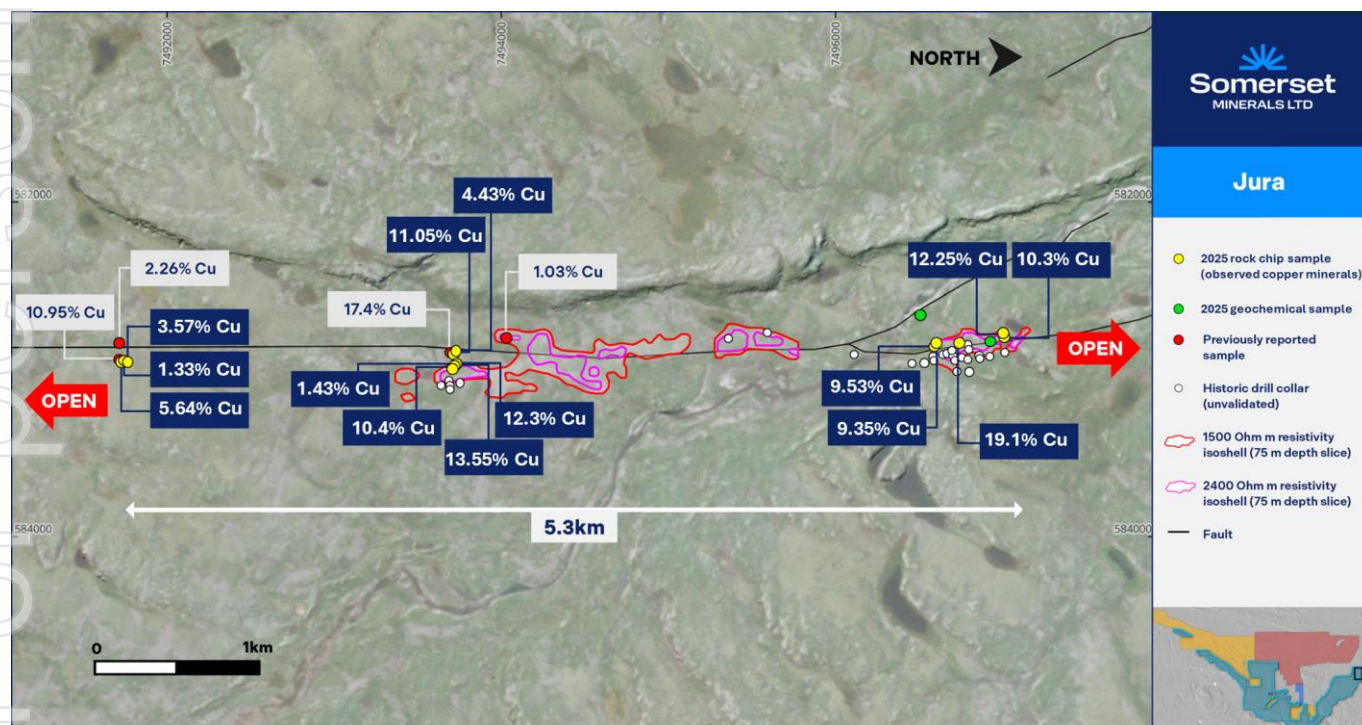 7492000
7494000
7496000
NORTH
582000
582000
4.43% Cu
11.05% Cu
2.26% Cu
1.03% Cu
12.25% Cu
10.3% Cu
10.95% Cu
17.4% Cu
3.57% Cu
OPEN
1.33% Cu
1.43% Cu
9.53% Cu
OPEN
5.64% Cu
12.3% Cu
10.4% Cu
9.35% Cu
19.1% Cu
13.55% Cu
5.3km
584000
584000
0
1km
Somerset
MINERALS LTD
Jura
2025 rock chip sample
(observed copper minerals)
2025 geochemical sample
Previously reported
sample
Historic drill collar
(unvalidated)
1500 Ohm m resistivity
isoshell (75 m depth slice)
2400 Ohm m resistivity
isoshell (75 m depth slice)
Fault